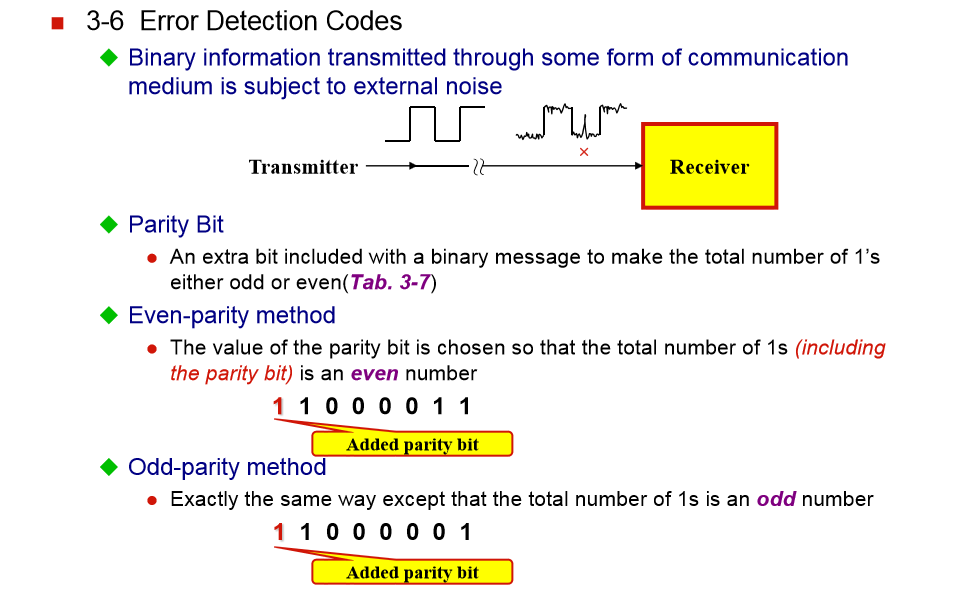 3-6 Error Detection Codes
Binary information transmitted through some form of communication
medium is subject to external noise
×
Transmitter
Receiver
Parity Bit
An extra bit included with a binary message to make the total number of 1’s
either odd or even(Tab. 3-7)
Even-parity method
The value of the parity bit is chosen so that the total number of 1s (including
the parity bit) is an even number
1 1 0 0 0 0 1 1
Added parity bit
Odd-parity method
Exactly the same way except that the total number of 1s is an odd number
1 1 0 0 0 0 0 1
Added parity bit